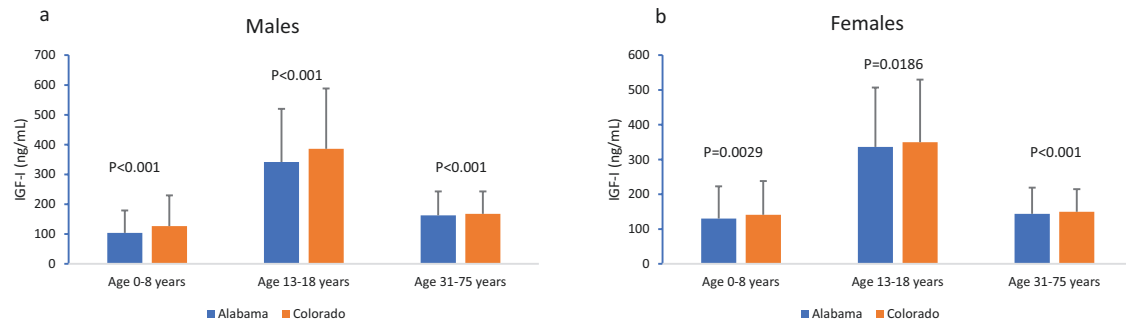 a
Males
700
600
500
400
300
200
100
0
IGF-I (ng/mL)
P<0.001
P<0.001
P<0.001
Age 0-8 years
Age 13-18 years
Age 31-75 years
Alabama
Colorado
b
Females
600
500
400
300
200
100
0
IGF-I (ng/mL)
P=0.0029
P=0.0186
P<0.001
Age 0-8 years
Age 13-18 years
Age 31-75 years
Alabama
Colorado